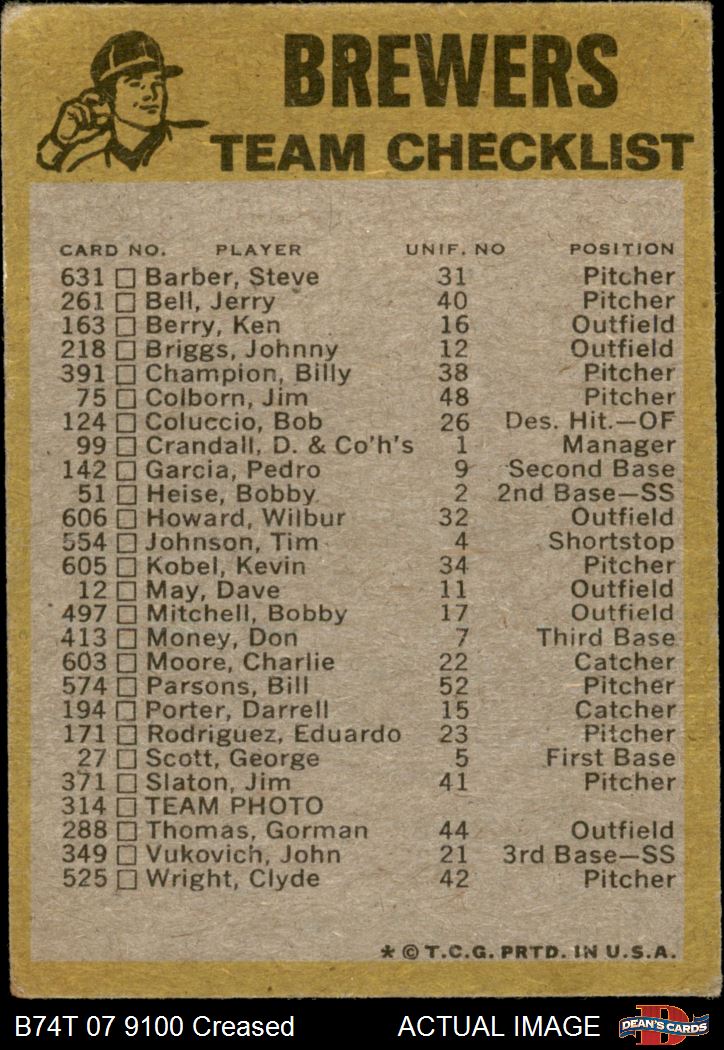 BREWERS
TEAM CHECKLIST
CARD NO. PLAYER UNIF. NO POSITION
631 Barber, Steve 31 Pitcher
261 Bell, Jerry 40 Pitcher
163 Berry, Ken 16 Outfield
218 Briggs, Johnny 12 Outfield
391 Champion, Billy 38 Pitcher
75 Colborn, Jim 48 Pitcher
124 Coluccio, Bob 26 Des. Hit.—OF
99 Crandall, D. & Co'h's 1 Manager
142 Garcia, Pedro 9 Second Base
51 Heise, Bobby 2 2nd Base—SS
606 Howard, Wilbur 32 Outfield
554 Johnson, Tim 4 Shortstop
605 Kobel, Kevin 34 Pitcher
12 May, Dave 11 Outfield
497 Mitchell, Bobby 17 Outfield
413 Money, Don 7 Third Base
603 Moore, Charlie 22 Catcher
574 Parsons, Bill 52 Pitcher
194 Porter, Darrell 15 Catcher
171 Rodriguez, Eduardo 23 Pitcher
27 Scott, George 5 First Base
371 Slaton, Jim 41 Pitcher
314 TEAM PHOTO
288 Thomas, Gorman 44 Outfield
349 Vukovich, John 21 3rd Base—SS
525 Wright, Clyde 42 Pitcher
* © T.C.G. PRTD. IN U.S.A.
B74T 07 9100 Creased ACTUAL IMAGE
D
DEAN'S CARDS